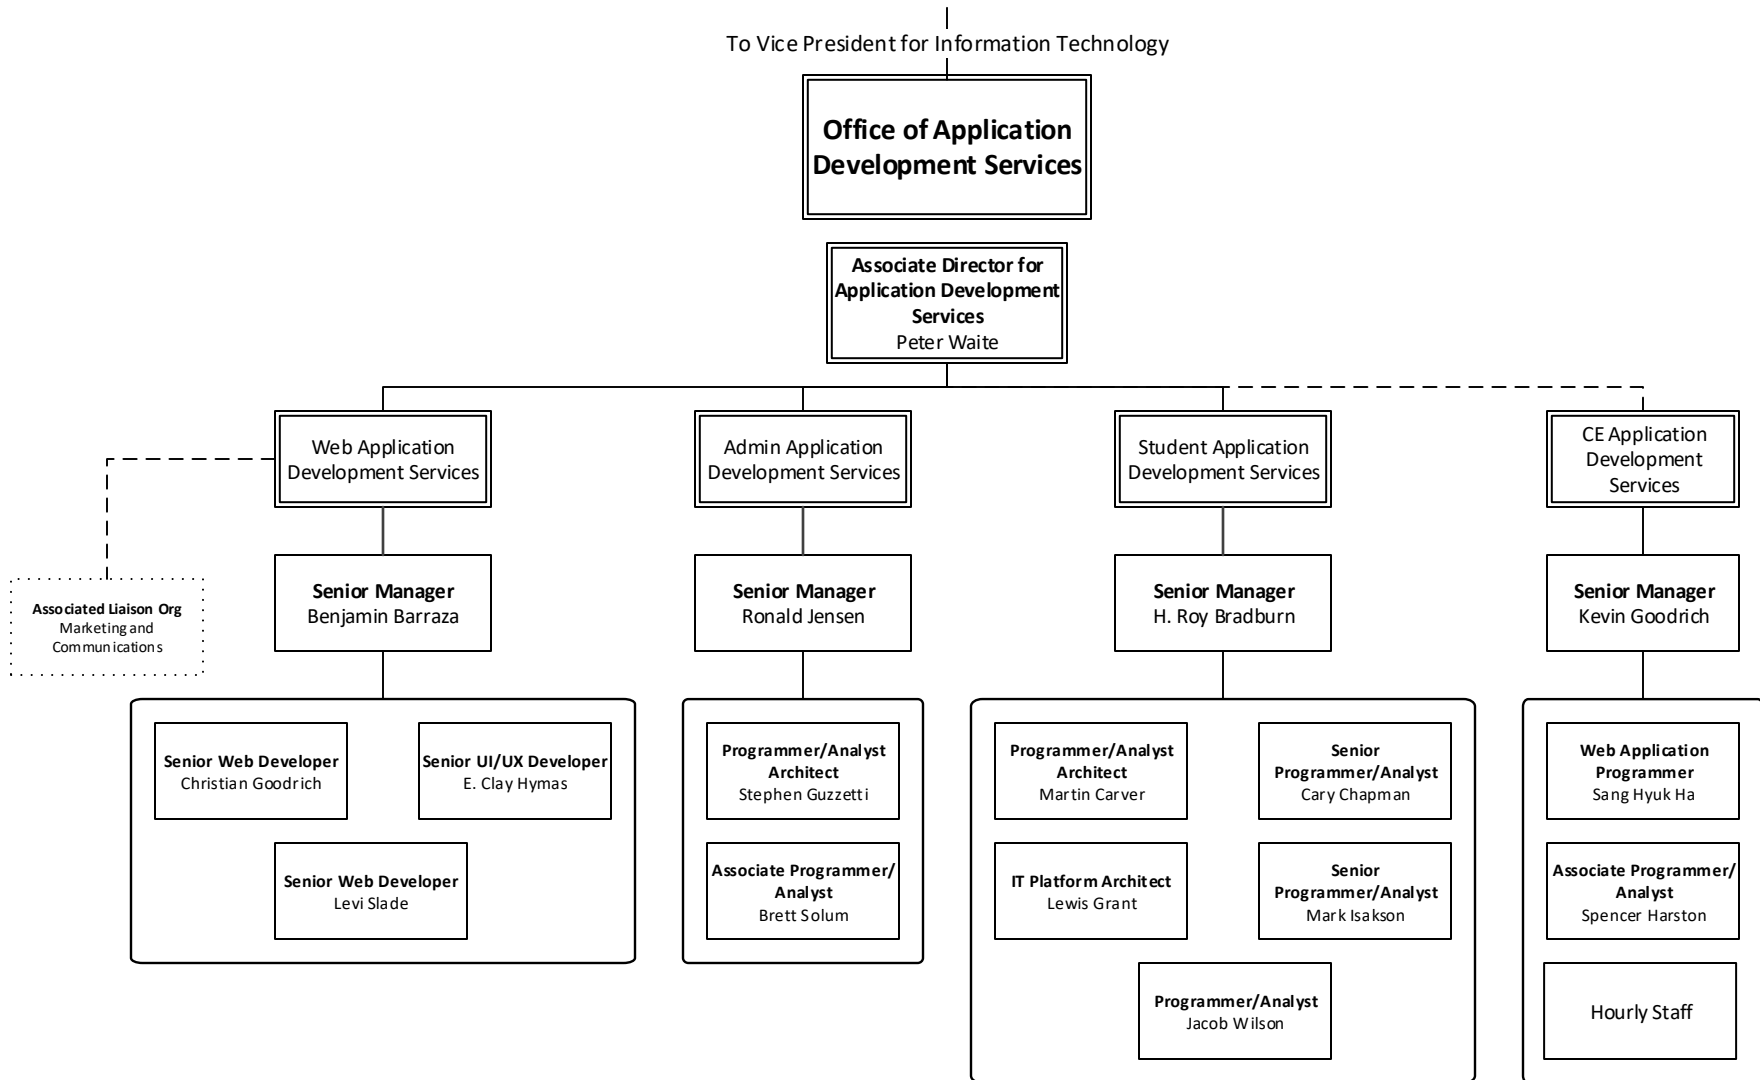 To Vice President for Information Technology
Office of Application
Development Services
Associate Director for
Application Development
Services
Peter Waite
Web Application
Development Services
Admin Application
Development Services
Student Application
Development Services
CE Application
Development
Services
Associated Liaison Org
Marketing and
Communications
Senior Manager
Benjamin Barraza
Senior Manager
Ronald Jensen
Senior Manager
H. Roy Bradburn
Senior Manager
Kevin Goodrich
Senior Web Developer
Christian Goodrich
Senior UI/UX Developer
E. Clay Hymas
Senior Web Developer
Levi Slade
Programmer/Analyst
Architect
Stephen Guzzetti
Associate Programmer/
Analyst
Brett Solum
Programmer/Analyst
Architect
Martin Carver
Senior
Programmer/Analyst
Cary Chapman
IT Platform Architect
Lewis Grant
Senior
Programmer/Analyst
Mark Isakson
Programmer/Analyst
Jacob Wilson
Web Application
Programmer
Sang Hyuk Ha
Associate Programmer/
Analyst
Spencer Harston
Hourly Staff